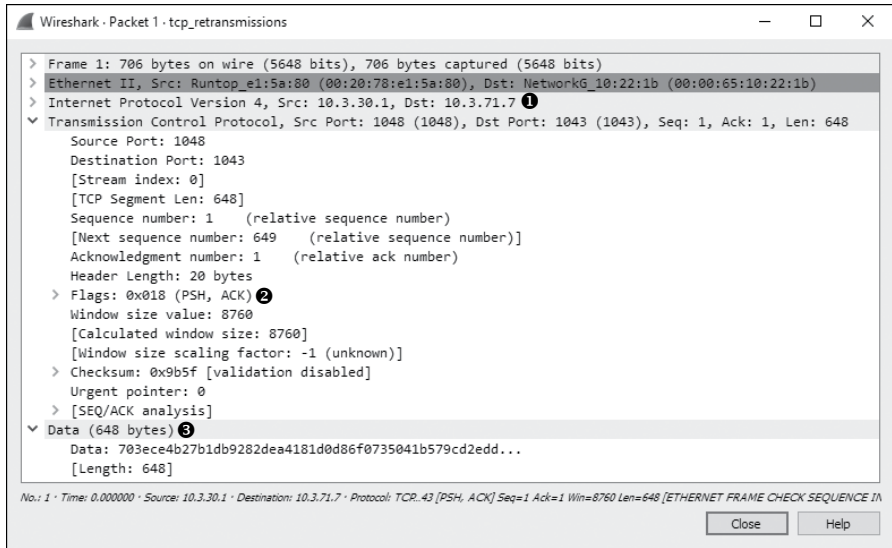 Wireshark · Packet 1 · tcp_retransmissions
> Frame 1: 706 bytes on wire (5648 bits), 706 bytes captured (5648 bits)
> Ethernet II, Src: Runtop_e1:5a:80 (00:20:78:e1:5a:80), Dst: NetworkG_10:22:1b (00:00:65:10:22:1b)
> Internet Protocol Version 4, Src: 10.3.30.1, Dst: 10.3.71.7 ❶
Transmission Control Protocol, Src Port: 1048 (1048), Dst Port: 1043 (1043), Seq: 1, Ack: 1, Len: 648
Source Port: 1048
Destination Port: 1043
[Stream index: 0]
[TCP Segment Len: 648]
Sequence number: 1 (relative sequence number)
[Next sequence number: 649 (relative sequence number)]
Acknowledgment number: 1 (relative ack number)
Header Length: 20 bytes
> Flags: 0x018 (PSH, ACK) ❷
Window size value: 8760
[Calculated window size: 8760]
[Window size scaling factor: -1 (unknown)]
> Checksum: 0x9b5f [validation disabled]
Urgent pointer: 0
> [SEQ/ACK analysis]
Data (648 bytes) ❸
Data: 703ece4b27b1db9282dea4181d0d86f0735041b579cd2edd...
[Length: 648]
No.: 1 · Time: 0.000000 · Source: 10.3.30.1 · Destination: 10.3.71.7 · Protocol: TCP...43 [PSH, ACK] Seq=1 Ack=1 Win=8760 Len=648 [ETHERNET FRAME CHECK SEQUENCE IN
Close Help